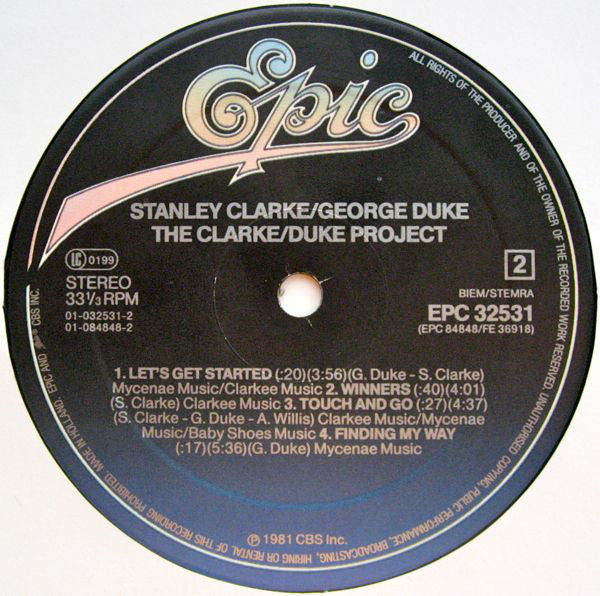 Epic
STANLEY CLARKE/GEORGE DUKE
THE CLARKE/DUKE PROJECT
LC 0199
STEREO
33 1/3 RPM
01-032531-2
01-084848-2
2
BIEM/STEMRA
EPC 32531
(EPC 84848/FE 36918)
1. LET'S GET STARTED (:20)(3:56)(G. Duke - S. Clarke)
Mycenae Music/Clarkee Music 2. WINNERS (:40)(4:01)
(S. Clarke) Clarkee Music 3. TOUCH AND GO (:27)(4:37)
(S. Clarke - G. Duke - A. Willis) Clarkee Music/Mycenae
Music/Baby Shoes Music 4. FINDING MY WAY
(:17)(5:36)(G. Duke) Mycenae Music
℗ 1981 CBS Inc.
ALL RIGHTS OF THE PRODUCER AND OF THE OWNER OF THE RECORDED WORK RESERVED. UNAUTHORISED COPYING, PUBLIC PERFORMANCE, BROADCASTING, HIRING OR RENTAL OF THIS RECORDING PROHIBITED. MADE IN HOLLAND. EPIC AND CBS INC.